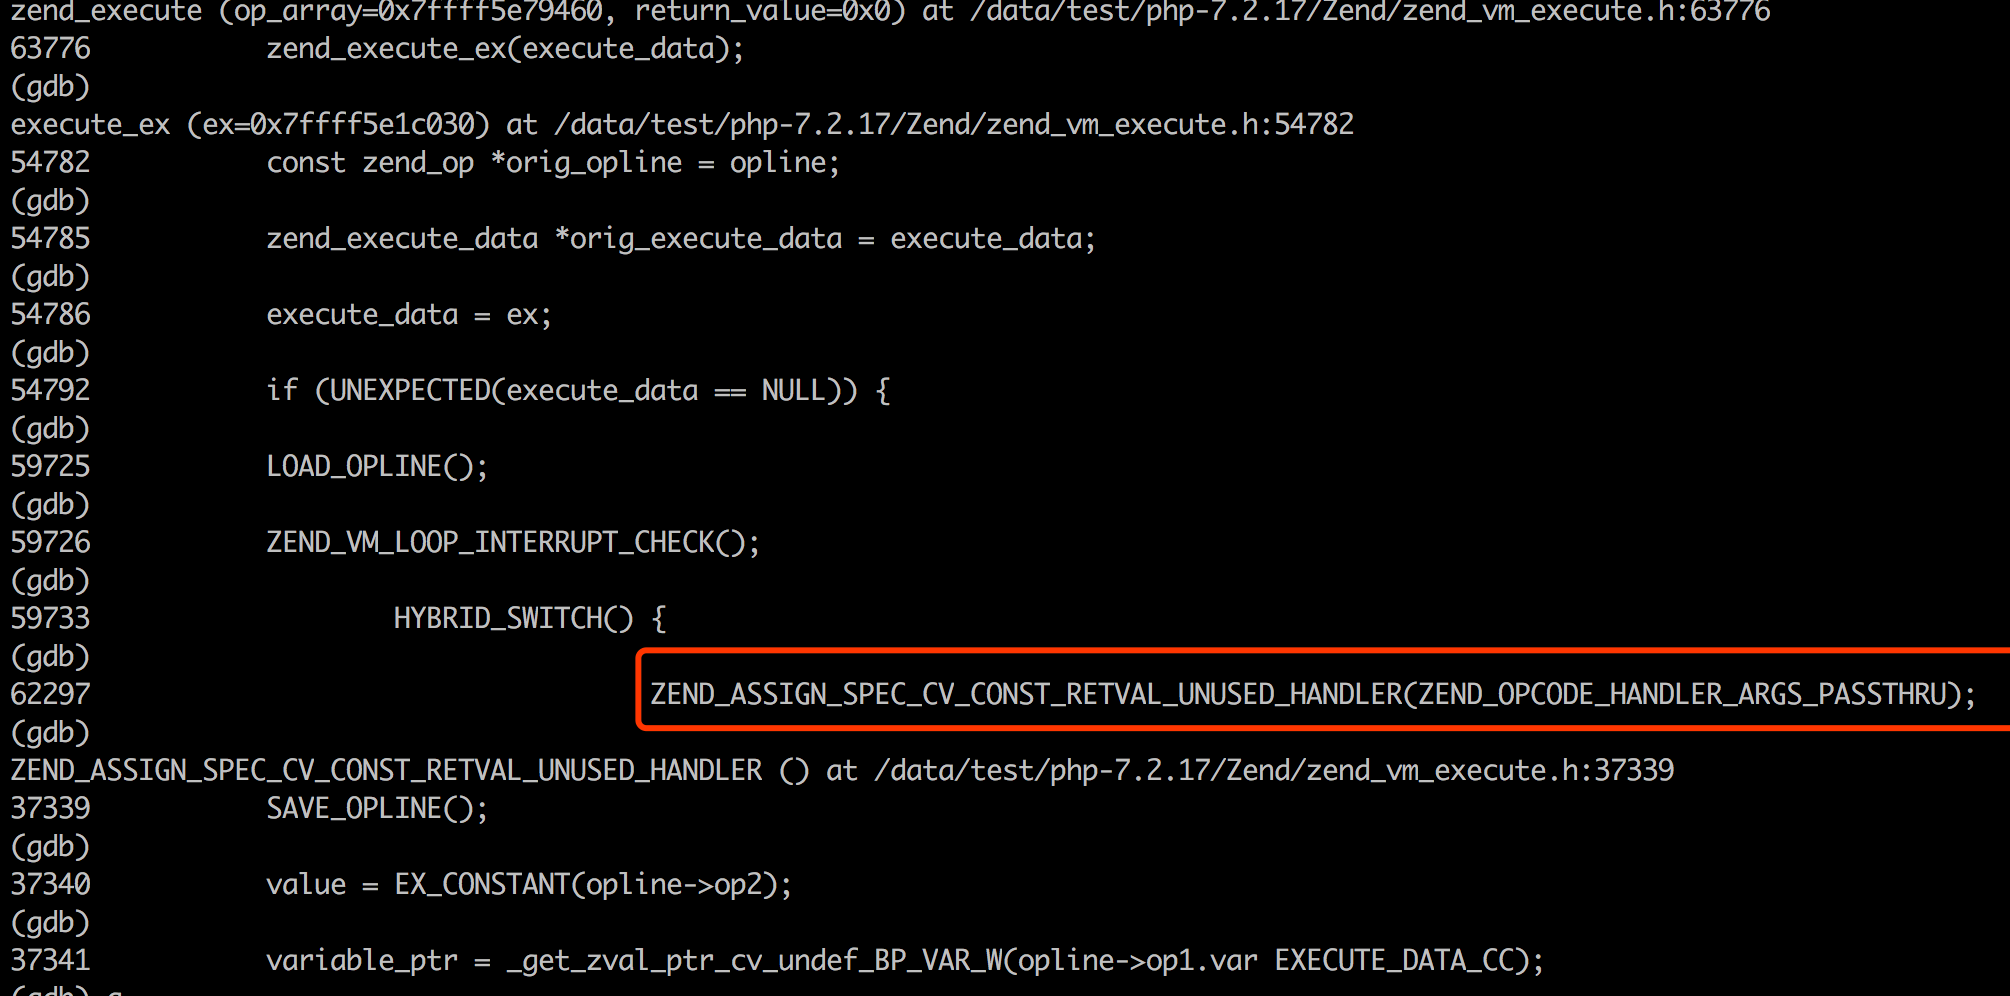 zend_execute (op_array=0x7ffff5e79460, return_value=0x0) at /data/test/php-7.2.17/Zend/zend_vm_execute.h:63776
63776           zend_execute_ex(execute_data);
(gdb)
execute_ex (ex=0x7ffff5e1c030) at /data/test/php-7.2.17/Zend/zend_vm_execute.h:54782
54782           const zend_op *orig_opline = opline;
(gdb)
54785           zend_execute_data *orig_execute_data = execute_data;
(gdb)
54786           execute_data = ex;
(gdb)
54792           if (UNEXPECTED(execute_data == NULL)) {
(gdb)
59725           LOAD_OPLINE();
(gdb)
59726           ZEND_VM_LOOP_INTERRUPT_CHECK();
(gdb)
59733                   HYBRID_SWITCH() {
(gdb)
62297                                   ZEND_ASSIGN_SPEC_CV_CONST_RETVAL_UNUSED_HANDLER(ZEND_OPCODE_HANDLER_ARGS_PASSTHRU);
(gdb)
ZEND_ASSIGN_SPEC_CV_CONST_RETVAL_UNUSED_HANDLER () at /data/test/php-7.2.17/Zend/zend_vm_execute.h:37339
37339           SAVE_OPLINE();
(gdb)
37340           value = EX_CONSTANT(opline->op2);
(gdb)
37341           variable_ptr = _get_zval_ptr_cv_undef_BP_VAR_W(opline->op1.var EXECUTE_DATA_CC);
(gdb)